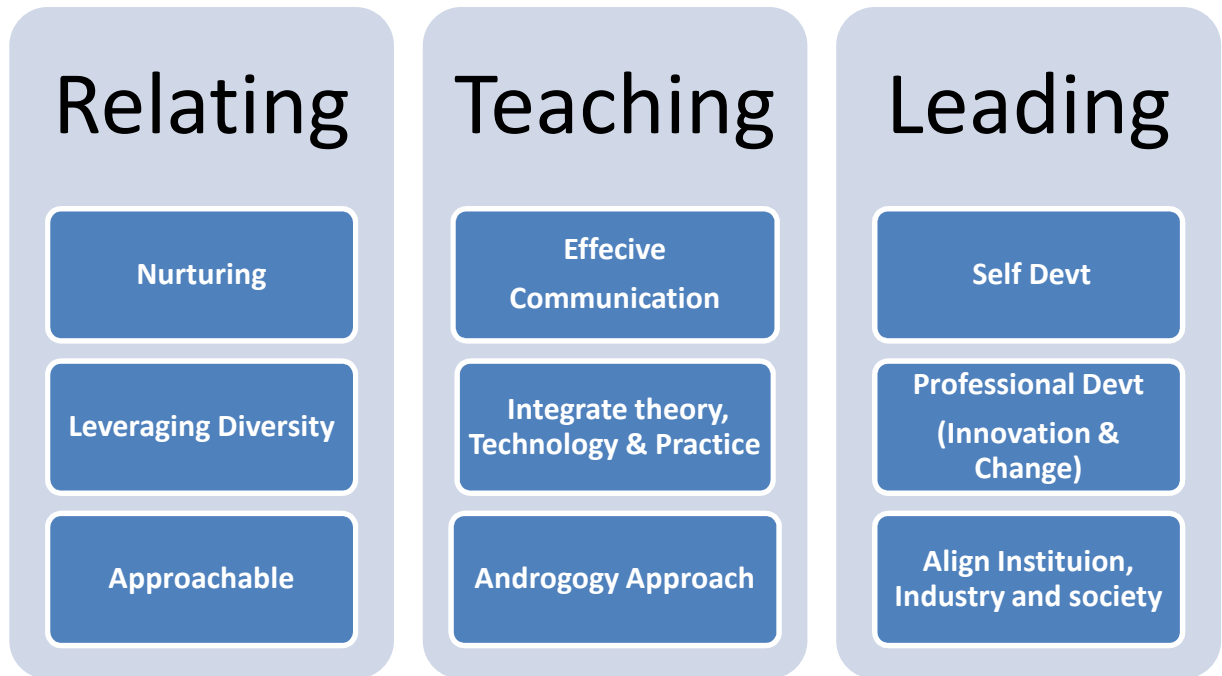 Relating
Nurturing
Leveraging Diversity
Approachable
Teaching
Effecive
Communication
Integrate theory,
Technology & Practice
Androgogy Approach
Leading
Self Devt
Professional Devt
(Innovation &
Change)
Align Instituion,
Industry and society